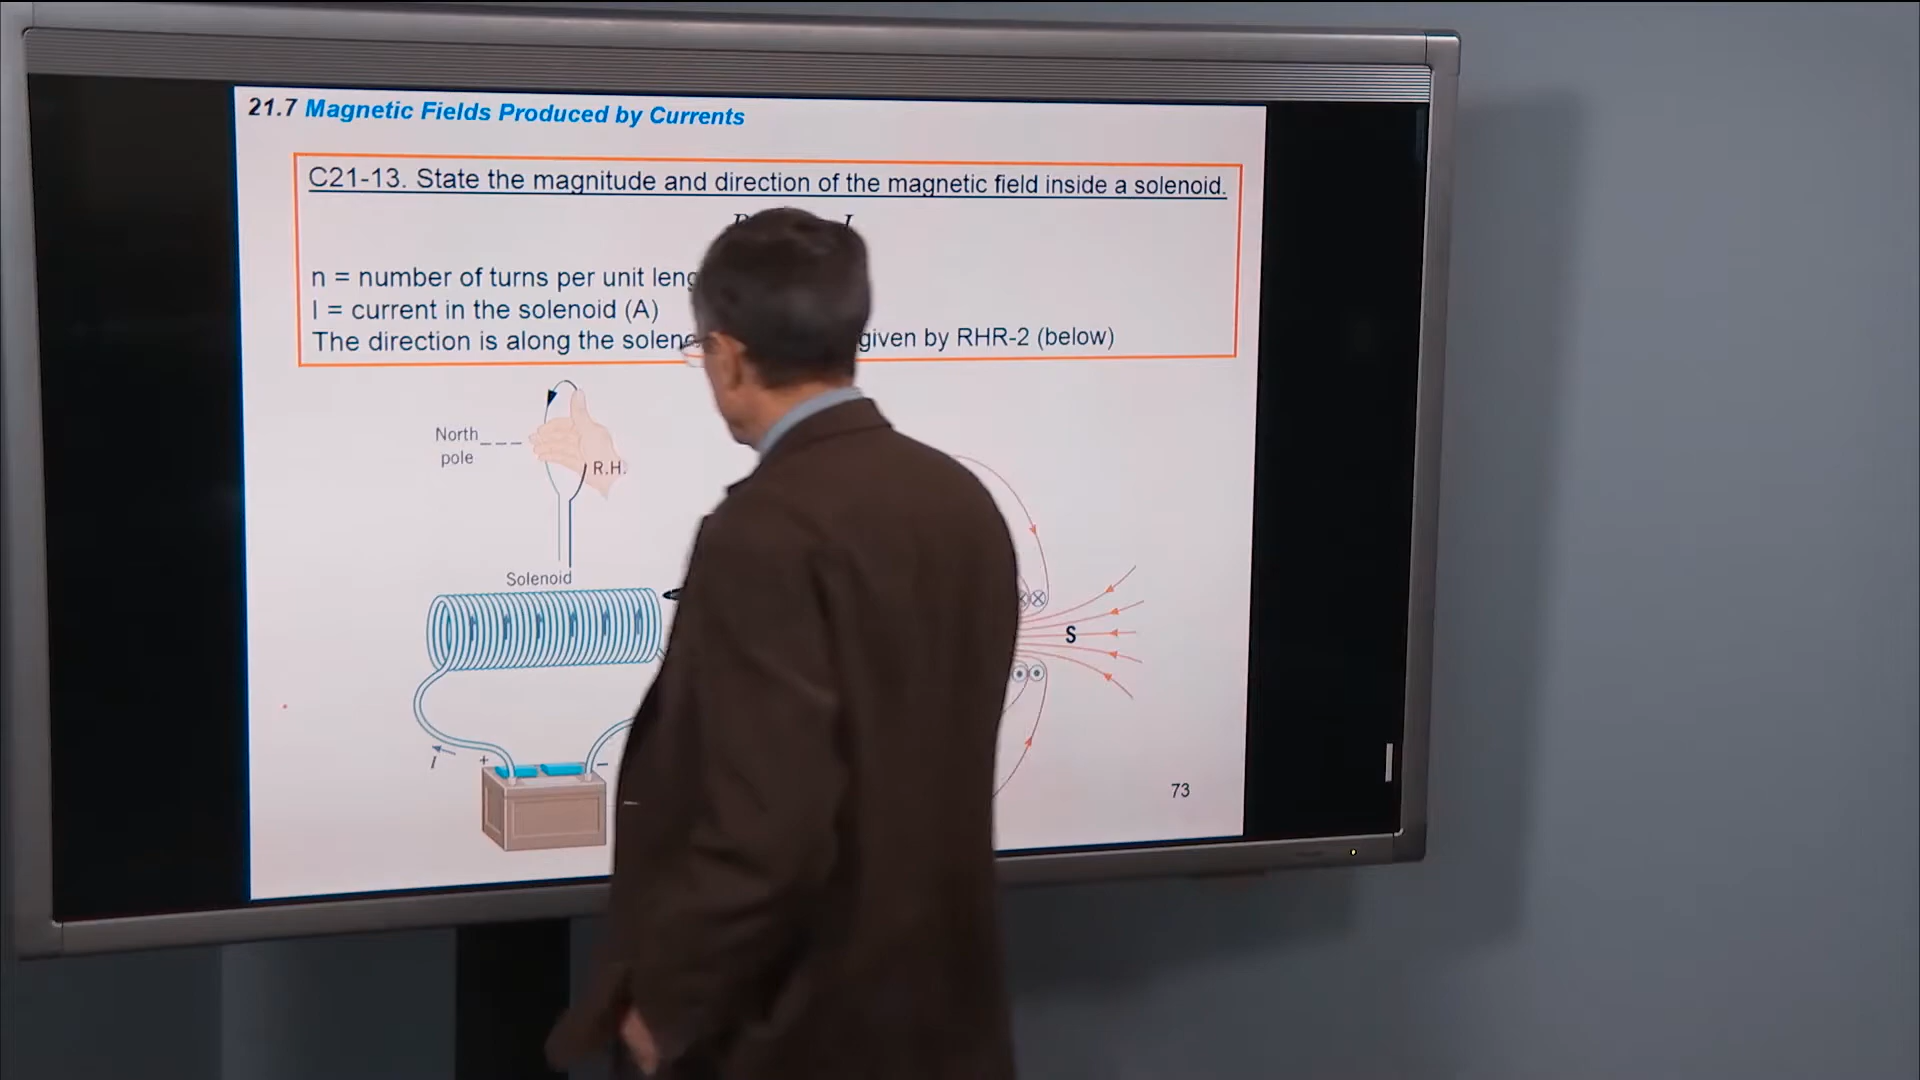 21.7 Magnetic Fields Produced by Currents
C21-13. State the magnitude and direction of the magnetic field inside a solenoid.
I
n = number of turns per unit
I = current in the solenoid (A)
The direction is along the given by RHR-2 (below)
North
pole
R.H.
Solenoid
S
I + −
73